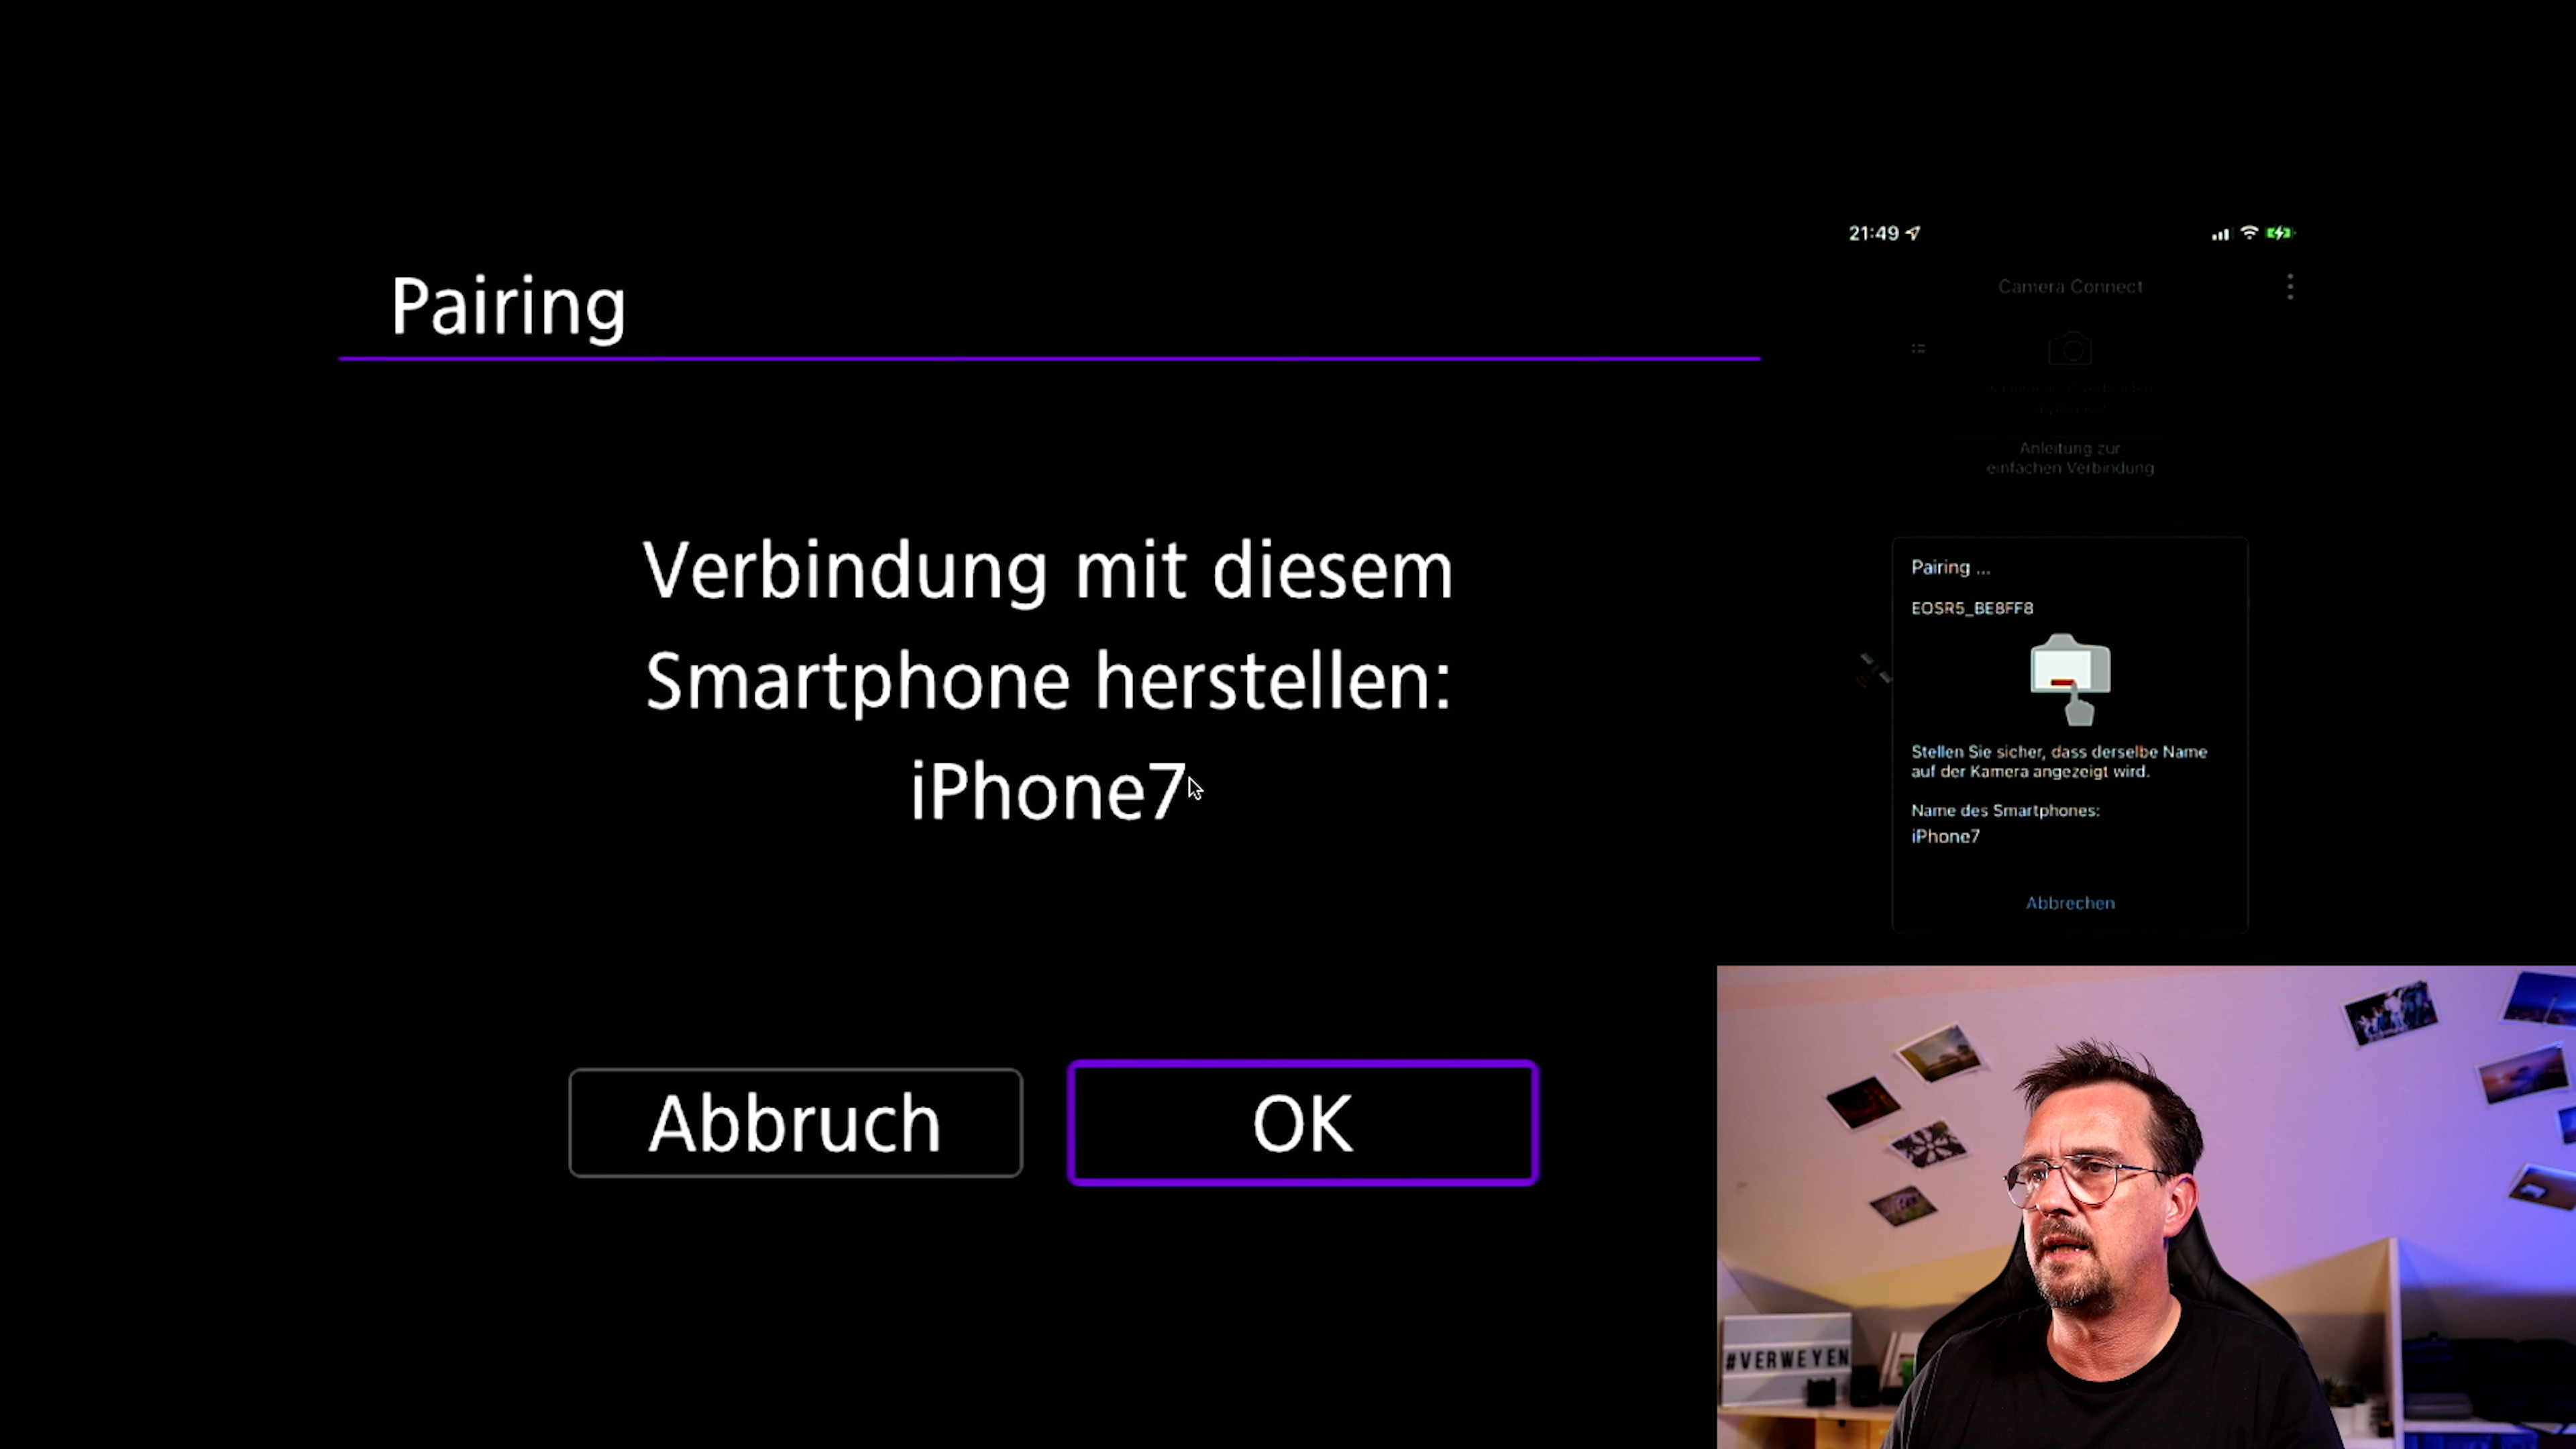 Pairing
Verbindung mit diesem
Smartphone herstellen:
iPhone7
Abbruch
OK
21:49
Camera Connect
Anleitung zur
einfachen Verbindung
Pairing ...
EOSR5_BE8FF8
Stellen Sie sicher, dass derselbe Name
auf der Kamera angezeigt wird.
Name des Smartphones:
iPhone7
Abbrechen
#VERWEYEN